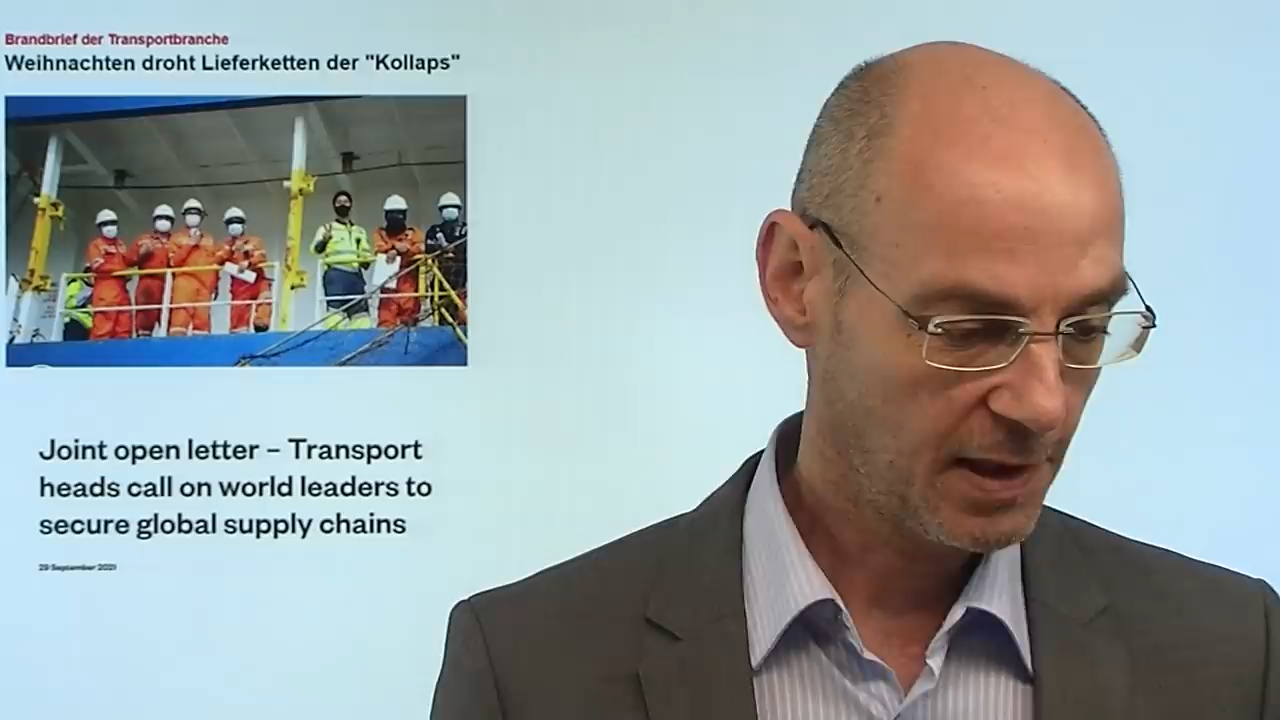 Brandbrief der Transportbranche
Weihnachten droht Lieferketten der "Kollaps"
Joint open letter – Transport
heads call on world leaders to
secure global supply chains
29 September 2021